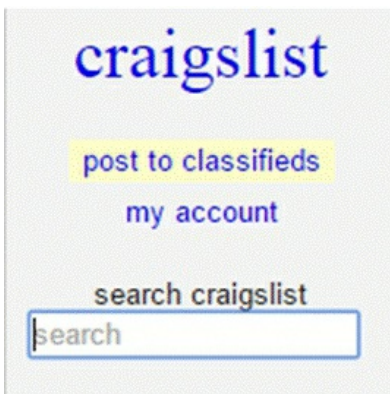 craigslist
post to classifieds
my account
search craigslist
search